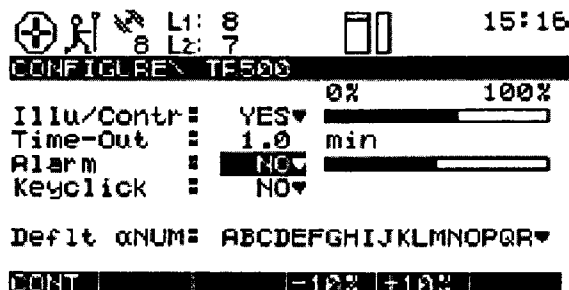 L1: 8 15:16
8 L2: 7
CONFIGURE\ TF500
0% 100%
Illu/Contr: YES▼
Time-Out : 1.0 min
Alarm : NO▼
Keyclick : NO▼
Deflt αNUM: ABCDEFGHIJKLMNOPQR▼
CONT -10% +10%